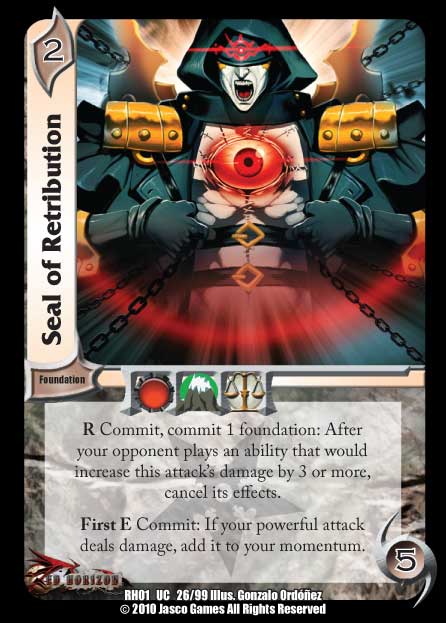 2
Seal of Retribution
Foundation
R Commit, commit 1 foundation: After
your opponent plays an ability that would
increase this attack's damage by 3 or more,
cancel its effects.
First E Commit: If your powerful attack
deals damage, add it to your momentum.
5
RED HORIZON
RH01 UC 26/99 Illus. Gonzalo Ordóñez
© 2010 Jasco Games All Rights Reserved